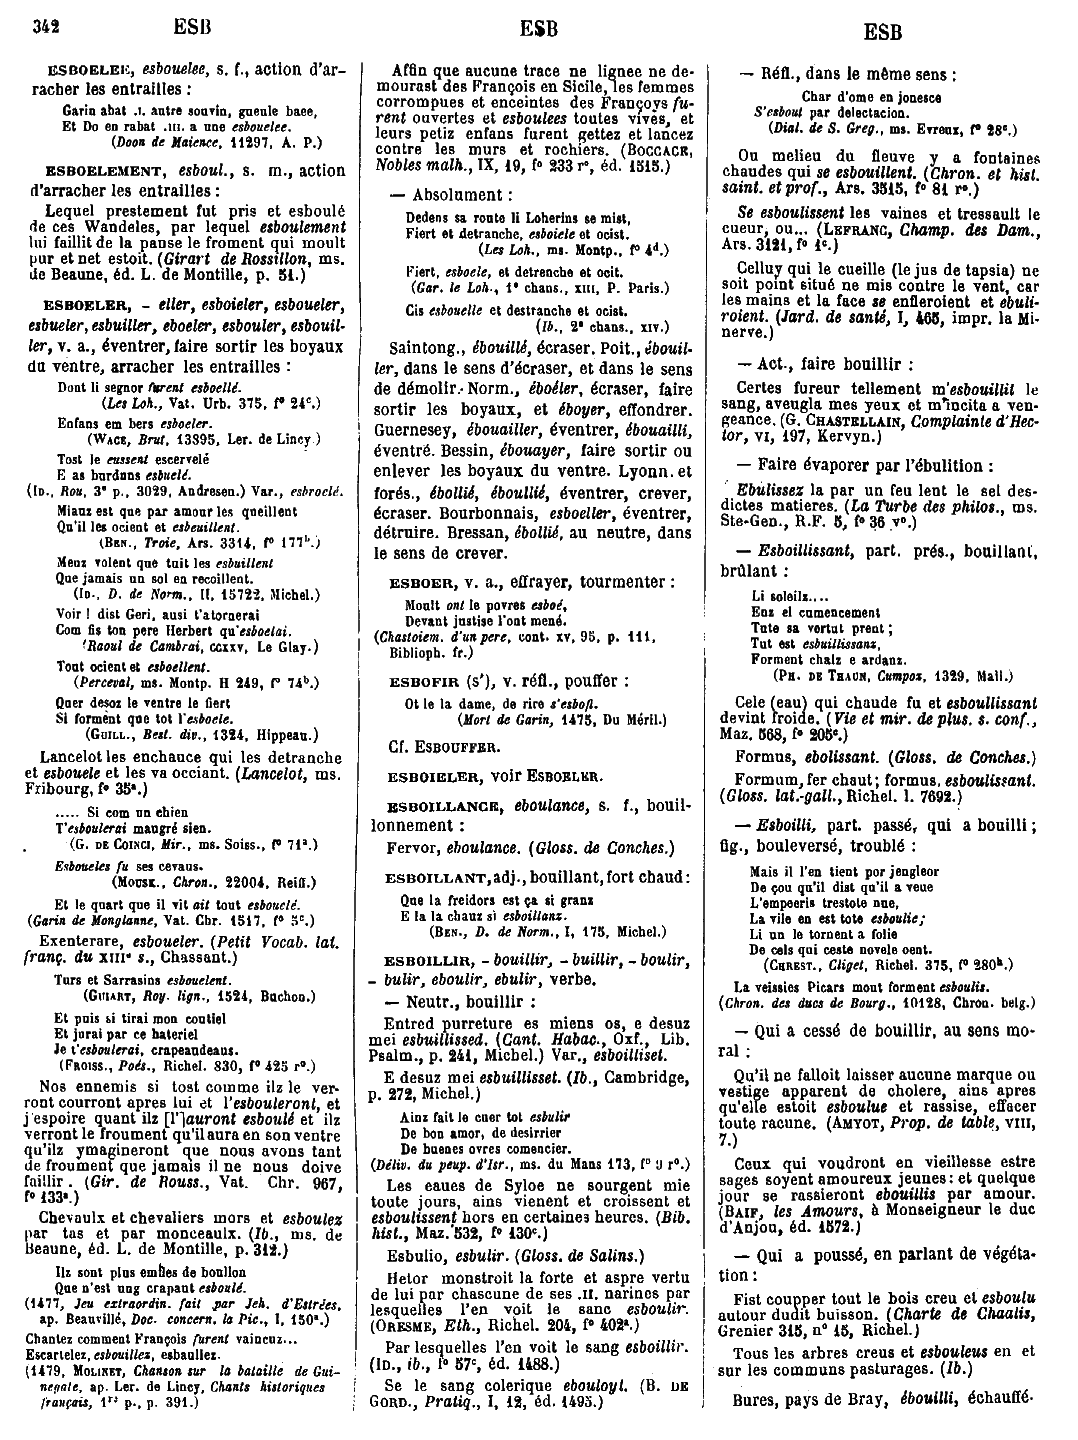 342 ESB
ESB
ESB
ESBOELEE, esbouelee, s. f., action d'ar-
racher les entrailles :
Garin abat .I. autre souvin, gueule baee,
Et Do en rabat .III. a une esbouelee.
(Doon de Maience, 11297, A. P.)
ESBOELEMENT, esboul., s. m., action
d'arracher les entrailles :
Lequel prestement fut pris et esboulé
de ces Wandeles, par lequel esboulement
lui faillit de la panse le froment qui moult
pur et net estoit. (Girart de Rossillon, ms.
de Beaune, éd. L. de Montille, p. 51.)
ESBOELER, - eller, esboieler, esboueler,
esbueler, esbuiller, eboeler, esbouler, esbouil-
ler, v. a., éventrer, faire sortir les boyaux
du ventre, arracher les entrailles :
Dont li segnor furent esboellé.
(Les Loh., Vat. Urb. 375, f° 24c.)
Enfans em bers esboeler.
(WACE, Brut, 13395, Ler. de Lincy.)
Tost le eussent escervelé
E as burdans esbuelé.
(ID., Rou, 3e p., 3029, Andresen.) Var., esbroelé.
Miauz est que par amour les queillent
Qu'il les ocient et esbeuillent.
(BEN., Troie, Ars. 3314, f° 177b.)
Meuz volent que tuit les esbuillent
Que jamais un sol en recoillent.
(ID., D. de Norm., II, 15722, Michel.)
Voir ! dist Geri, ausi t'atornerai
Com fis ton pere Herbert qu'esboelai.
(Raoul de Cambrai, CCXXV, Le Glay.)
Tout ocient et esboellent.
(Perceval, ms. Montp. H 249, f° 74b.)
Quer desoz le ventre le fiert
Si forment que tot l'esboele.
(GUILL., Best. div., 1324, Hippeau.)
Lancelot les enchauce qui les detranche
et esbouele et les va occiant. (Lancelot, ms.
Fribourg, f° 35a.)
..... Si com un chien
T'esboulerai maugré sien.
(G. DE COINCI, Mir., ms. Soiss., f° 71a.)
Esboueles fu ses cevaus.
(MOUSK., Chron., 22004, Reiff.)
Et le quart que il vit ait tout esbouelé.
(Garin de Monglanne, Vat. Chr. 1517, f° 5c.)
Exenterare, esboueler. (Petit Vocab. lat.
franç. du XIIIe s., Chassant.)
Turs et Sarrasins esbouelent.
(GUIART, Roy. lign., 1524, Buchon.)
Et puis si tirai mon coutiel
Et jurai par ce hateriel
Je t'esboulerai, crapeaudeaus.
(FROISS., Poés., Richel. 830, f° 425 r°.)
Nos ennemis si tost comme ilz le ver-
ront courront apres lui et l'esbouleront, et
j'espoire quant ilz [l']auront esboulé et ilz
verront le froument qu'il aura en son ventre
qu'ilz ymagineront que nous avons tant
de froument que jamais il ne nous doive
faillir. (Gir. de Rouss., Vat. Chr. 967,
f° 133a.)
Chevaulx et chevaliers mors et esboulez
par tas et par monceaulx. (Ib., ms. de
Beaune, éd. L. de Montille, p. 312.)
Ilz sont plus emfles de boullon
Que n'est ung crapaut esboulé.
(1477, Jeu extraordin. fait par Jeh. d'Estrées,
ap. Beauvillé, Doc. concern. la Pic., I, 150a.)
Chantez comment François furent vaincuz...
Escartelez, esbouillez, esbaullez.
(1479, MOLINET, Chanson sur la bataille de Gui-
negate, ap. Ler. de Lincy, Chants historiques
français, 1re p., p. 391.)
Affin que aucune trace ne lignee ne de-
mourast des François en Sicile, les femmes
corrompues et enceintes des Françoys fu-
rent ouvertes et esboulees toutes vives, et
leurs petiz enfans furent gettez et lancez
contre les murs et rochiers. (BOCCACE,
Nobles malh., IX, 19, f° 233 r°, éd. 1515.)
— Absolument :
Dedens sa route li Loherins se mist,
Fiert et detranche, esboiele et ocist.
(Les Loh., ms. Montp., f° 4d.)
Fiert, esboele, et detrenche et ocit.
(Gar. le Loh., 1e chans., XIII, P. Paris.)
Cis esbouelle et destranche et ocist.
(Ib., 2e chans., XIV.)
Saintong., ébouillé, écraser. Poit., ébouil-
ler, dans le sens d'écraser, et dans le sens
de démolir. Norm., éboéler, écraser, faire
sortir les boyaux, et éboyer, effondrer.
Guernesey, ébouailler, éventrer, ébouailli,
éventré. Bessin, ébouayer, faire sortir ou
enlever les boyaux du ventre. Lyonn. et
forés., ébollié, éboullié, éventrer, crever,
écraser. Bourbonnais, esboeller, éventrer,
détruire. Bressan, ébollié, au neutre, dans
le sens de crever.
ESBOER, v. a., effrayer, tourmenter :
Moult ont le povres esboé,
Devant justise l'ont mené.
(Chastoiem. d'un pere, cont. XV, 95, p. 111,
Biblioph. fr.)
ESBOFIR (s'), v. réfl., pouffer :
Ot le la dame, de rire s'esbofi.
(Mort de Garin, 1475, Du Méril.)
Cf. ESBOUFFER.
ESBOIELER, voir ESBOELER.
ESBOILLANCE, eboulance, s. f., bouil-
lonnement :
Fervor, eboulance. (Gloss. de Conches.)
ESBOILLANT, adj., bouillant, fort chaud :
Que la freidors est ça si granz
E la la chauz si esboillanz.
(BEN., D. de Norm., I, 175, Michel.)
ESBOILLIR, - bouillir, - buillir, - boulir,
- bulir, eboulir, ebulir, verbe.
— Neutr., bouillir :
Entred purreture es miens os, e desuz
mei esbuillissed. (Cant. Habac., Oxf., Lib.
Psalm., p. 241, Michel.) Var., esboilliset.
E desuz mei esbuillisset. (Ib., Cambridge,
p. 272, Michel.)
Ainz fait le cuer tot esbulir
De bon amor, de desirrier
De buenes ovres comencier.
(Déliv. du peup. d'Isr., ms. du Mans 173, f° 9 r°.)
Les eaues de Syloe ne sourgent mie
toute jours, ains vienent et croissent et
esboulissent hors en certaines heures. (Bib.
hist., Maz. 532, f° 130c.)
Esbulio, esbulir. (Gloss. de Salins.)
Hetor monstroit la forte et aspre vertu
de lui par chascune de ses .II. narines par
lesquelles l'en voit le sanc esboulir.
(ORESME, Eth., Richel. 204, f° 402a.)
Par lesquelles l'en voit le sang esboillir.
(ID., ib., f° 57c, éd. 1488.)
Se le sang colerique ebouloyt. (B. DE
GORD., Pratiq., I, 12, éd. 1495.)
— Réfl., dans le même sens :
Char d'ome en jonesce
S'esbout par delectacion.
(Dial. de S. Greg., ms. Evreux, f° 28c.)
Ou melieu du fleuve y a fontaines
chaudes qui se esbouillent. (Chron. et hist.
saint. et prof., Ars. 3515, f° 81 r°.)
Se esboulissent les vaines et tressault le
cueur, ou... (LEFRANC, Champ. des Dam.,
Ars. 3121, f° 1c.)
Celluy qui le cueille (le jus de tapsia) ne
soit point situé ne mis contre le vent, car
les mains et la face se enfleroient et ebuli-
roient. (Jard. de santé, I, 465, impr. la Mi-
nerve.)
— Act., faire bouillir :
Certes fureur tellement m'esbouillit le
sang, aveugla mes yeux et m'incita a ven-
geance. (G. CHASTELLAIN, Complainte d'Hec-
tor, VI, 197, Kervyn.)
— Faire évaporer par l'ébulition :
Ebulissez la par un feu lent le sel des-
dictes matieres. (La Turbe des philos., ms.
Ste-Gen., R.F. 5, f° 36 v°.)
— Esboillissant, part. prés., bouillant,
brûlant :
Li soleilz....
Enz el cumencement
Tute sa vertut prent ;
Tut est esbuillissanz,
Forment chalz e ardanz.
(PH. DE THAUN, Cumpoz, 1329, Mall.)
Cele (eau) qui chaude fu et esboullissant
devint froide. (Vie et mir. de plus. s. conf.,
Maz. 568, f° 205c.)
Formus, ebolissant. (Gloss. de Conches.)
Formum, fer chaut ; formus, esboulissant.
(Gloss. lat.-gall., Richel. l. 7692.)
— Esboilli, part. passé, qui a bouilli ;
fig., bouleversé, troublé :
Mais il l'en tient por jengleor
De çou qu'il dist qu'il a veue
L'empeeris trestote nue,
La vile en est tote esboulie;
Li un le tornent a folie
De cels qui ceste novele oent.
(CHREST., Cliget, Richel. 375, f° 280h.)
La veissies Picars mout forment esboulis.
(Chron. des ducs de Bourg., 10128, Chron. belg.)
— Qui a cessé de bouillir, au sens mo-
ral :
Qu'il ne falloit laisser aucune marque ou
vestige apparent de cholere, ains apres
qu'elle estoit esboulue et rassise, effacer
toute racune. (AMYOT, Prop. de table, VIII,
7.)
Ceux qui voudront en vieillesse estre
sages soyent amoureux jeunes : et quelque
jour se rassieront ebouillis par amour.
(BAIF, les Amours, à Monseigneur le duc
d'Anjou, éd. 1572.)
— Qui a poussé, en parlant de végéta-
tion :
Fist coupper tout le bois creu et esboulu
autour dudit buisson. (Charte de Chaalis,
Grenier 315, n° 15, Richel.)
Tous les arbres creus et esbouleus en et
sur les communs pasturages. (Ib.)
Bures, pays de Bray, ébouilli, échauffé.